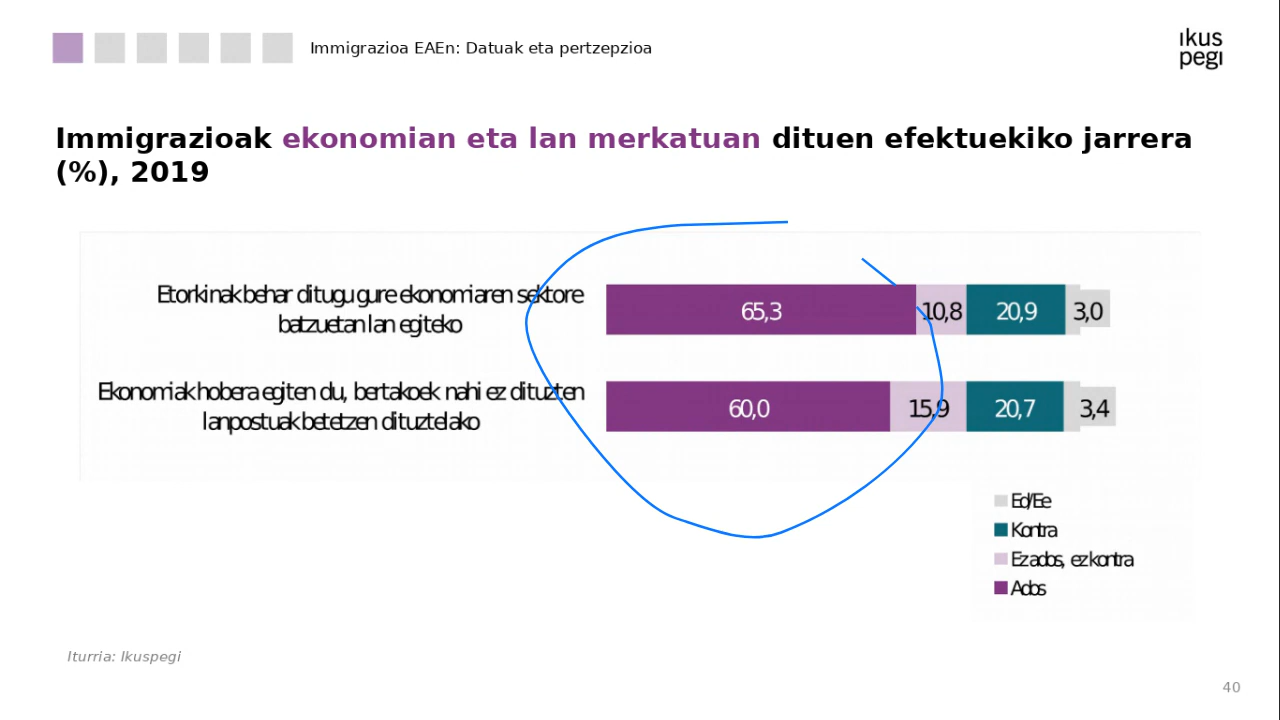 Immigrazioa EAEn: Datuak eta pertzepzioa
ıkus
pegı
Immigrazioak ekonomian eta lan merkatuan dituen efektuekiko jarrera
(%), 2019
Etorkinak behar ditugu gure ekonomiaren sektore
batzuetan lan egiteko
65,3
10,8
20,9
3,0
Ekonomiak hobera egiten du, bertakoek nahi ez dituzten
lanpostuak betetzen dituztelako
60,0
15,9
20,7
3,4
Ed/Ee
Kontra
Ez ados, ez kontra
Ados
Iturria: Ikuspegi
40